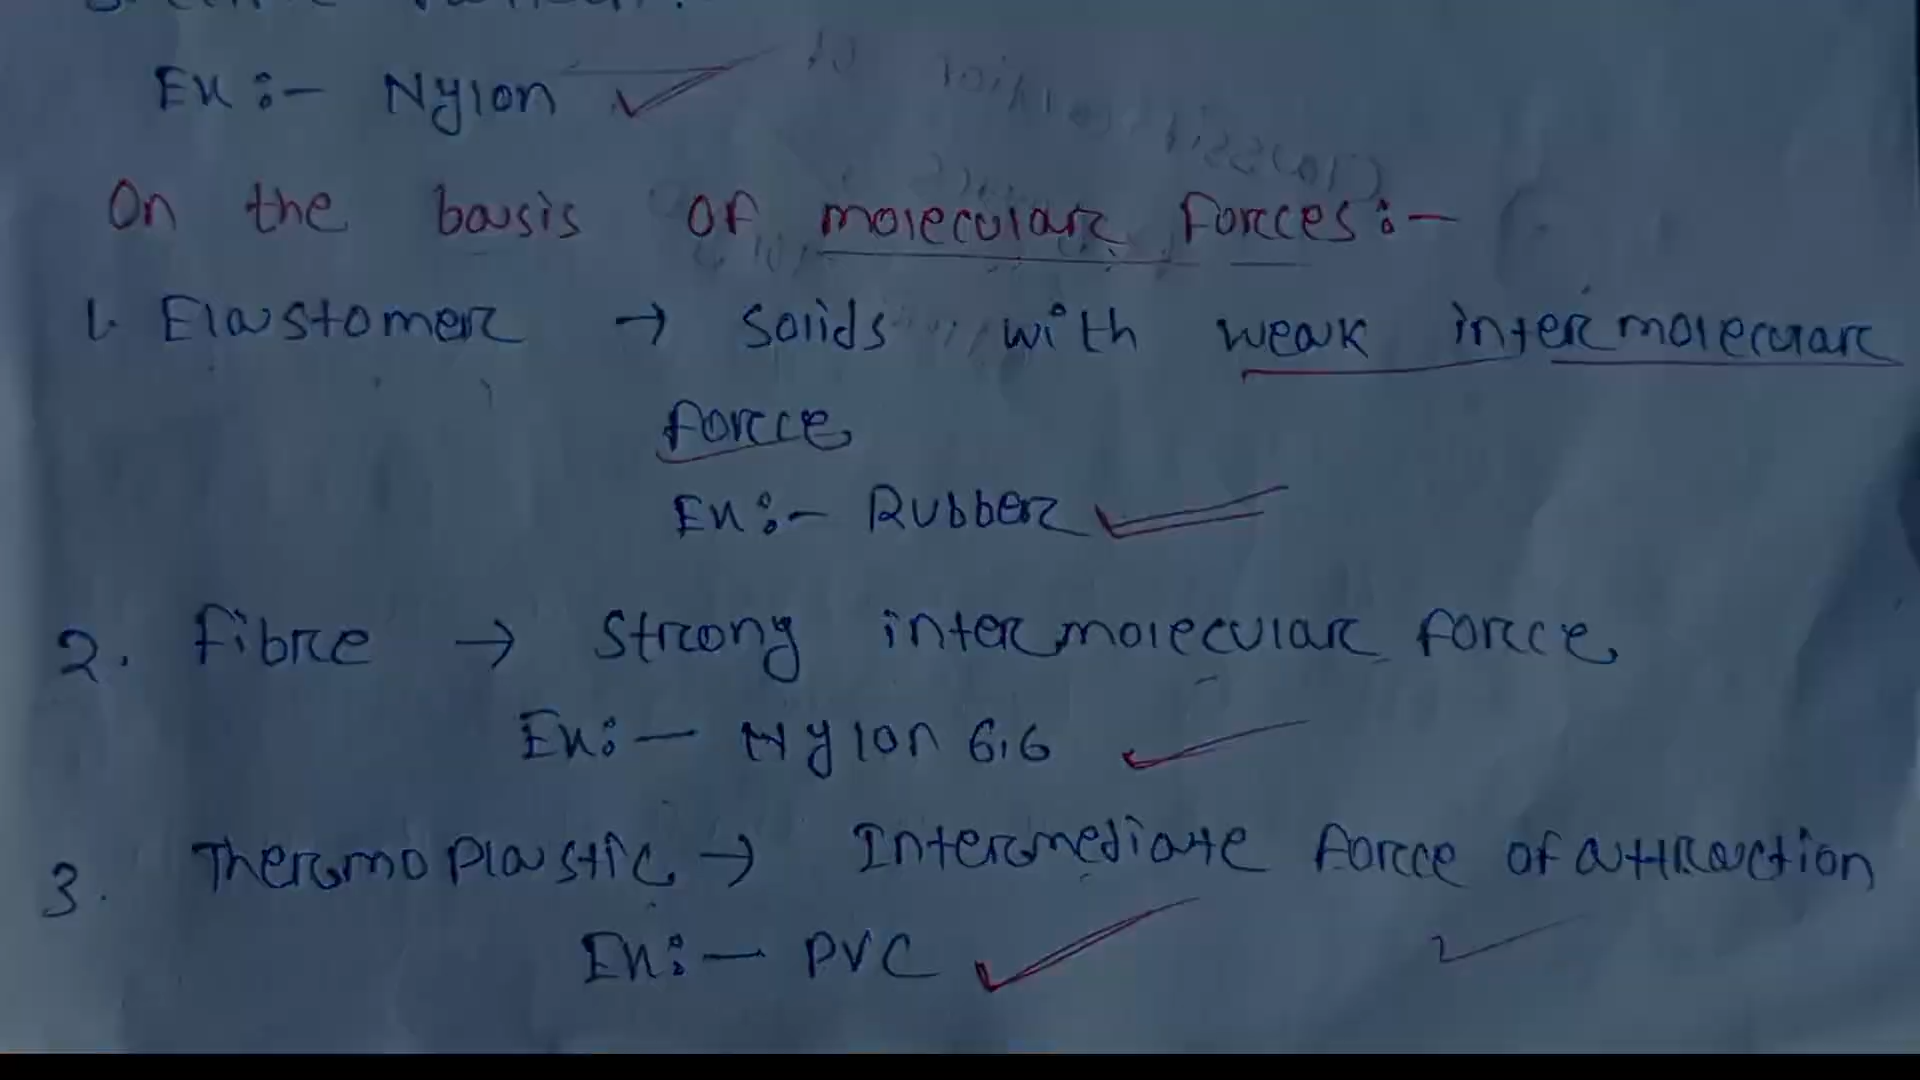 Ex:- Nylon
On the basis of molecular forces:-
1. Elastomer → solids with weak intermolecular
force
Ex:- Rubber
2. fibre → Strong intermolecular force
Ex:- Nylon 6,6
3. Thermoplastic → Intermediate force of attraction
Ex:- PVC